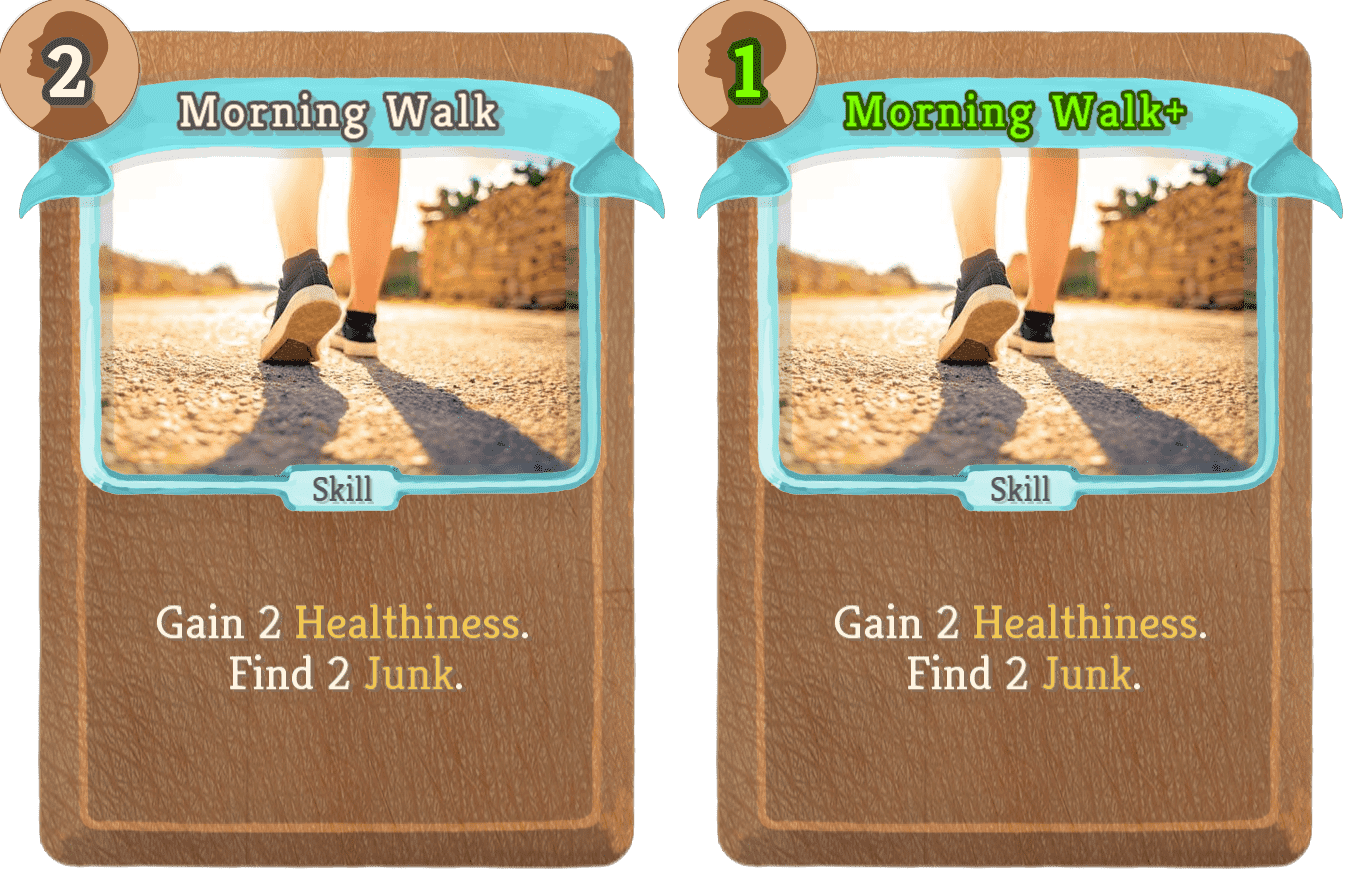 2
Morning Walk
Skill
Gain 2 Healthiness.
Find 2 Junk.
1
Morning Walk+
Skill
Gain 2 Healthiness.
Find 2 Junk.